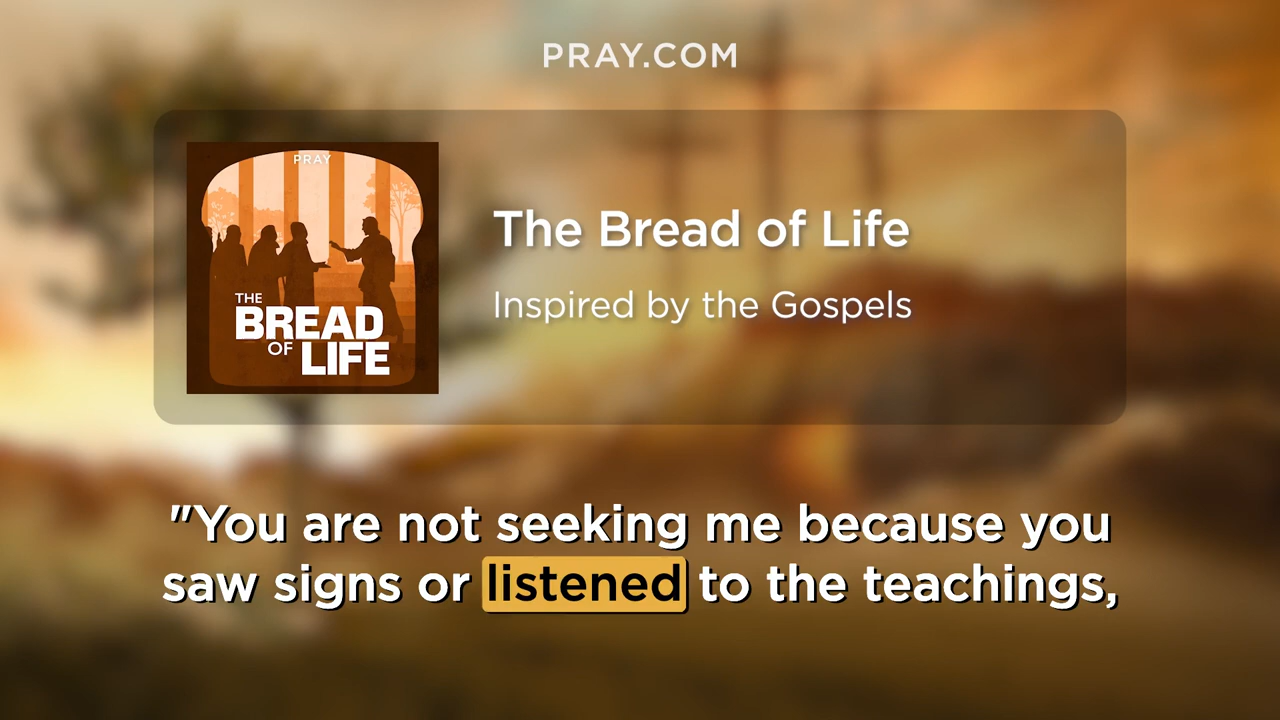 PRAY.COM
PRAY
THE
BREAD
OF LIFE
The Bread of Life
Inspired by the Gospels
"You are not seeking me because you
saw signs or listened to the teachings,